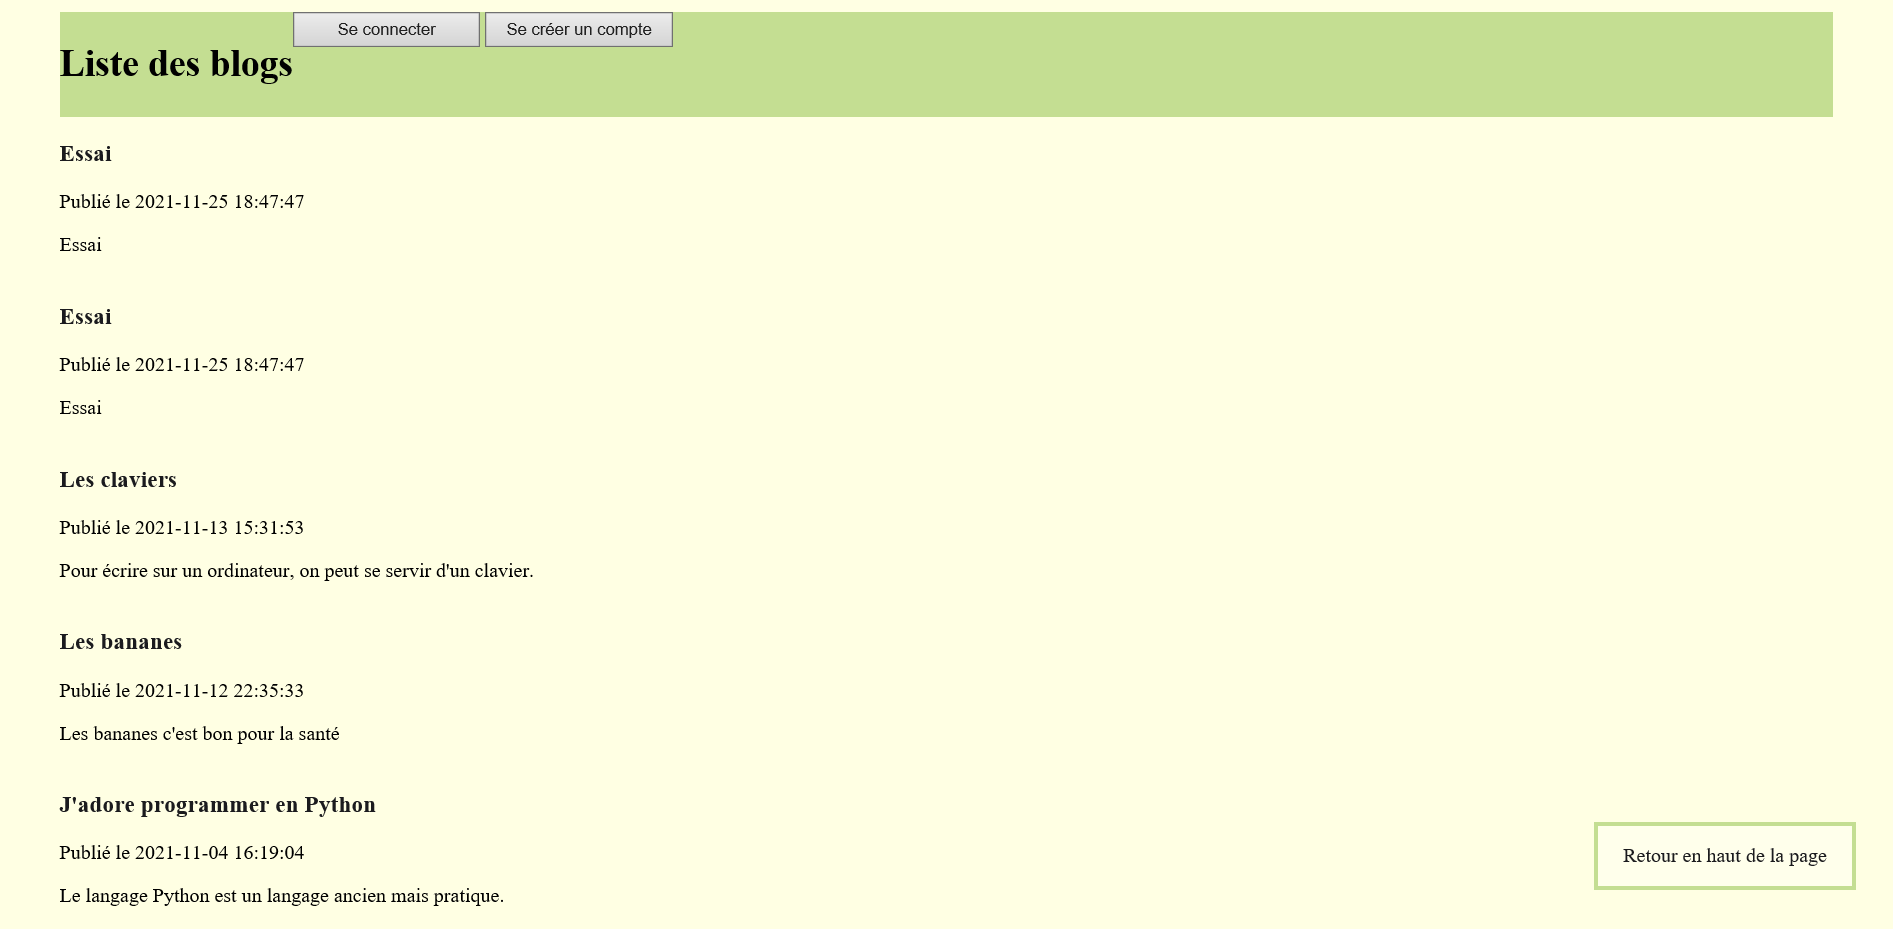 Se connecter Se créer un compte
Liste des blogs
Essai
Publié le 2021-11-25 18:47:47
Essai
Essai
Publié le 2021-11-25 18:47:47
Essai
Les claviers
Publié le 2021-11-13 15:31:53
Pour écrire sur un ordinateur, on peut se servir d'un clavier.
Les bananes
Publié le 2021-11-12 22:35:33
Les bananes c'est bon pour la santé
J'adore programmer en Python
Publié le 2021-11-04 16:19:04
Le langage Python est un langage ancien mais pratique.
Retour en haut de la page